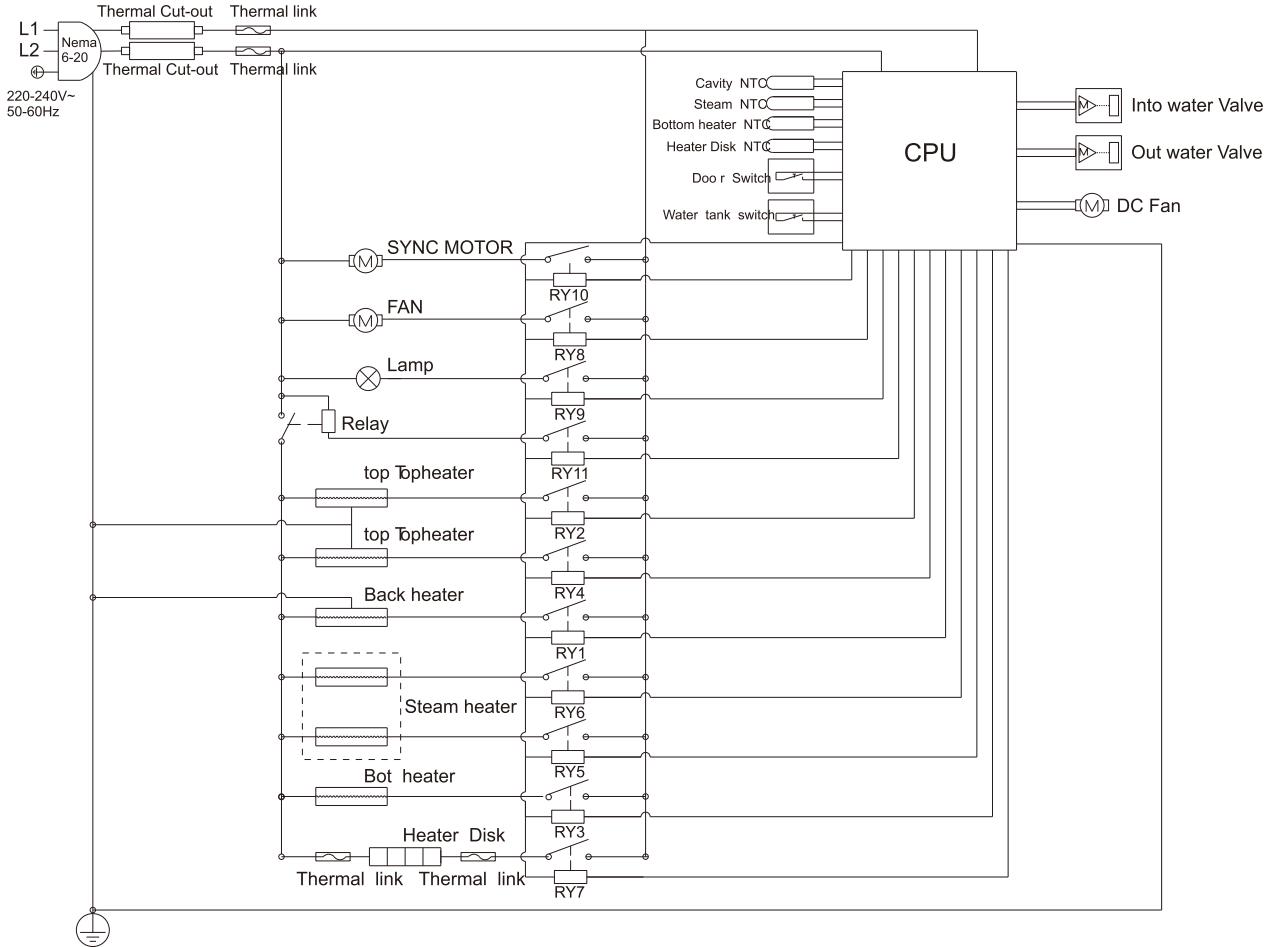 Thermal Cut-out Thermal link
L1
L2
Nema
6-20
Thermal Cut-out Thermal link
220-240V~
50-60Hz
Cavity NTC
Steam NTC
Bottom heater NTC
Heater Disk NTC
Doo r Switch
Water tank switch
CPU
Into water Valve
M
Out water Valve
M
DC Fan
M
SYNC MOTOR
M
RY10
FAN
M
RY8
Lamp
RY9
Relay
RY11
top Topheater
RY2
top Topheater
RY4
Back heater
RY1
RY6
Steam heater
RY5
Bot heater
RY3
Heater Disk
Thermal link Thermal link
RY7